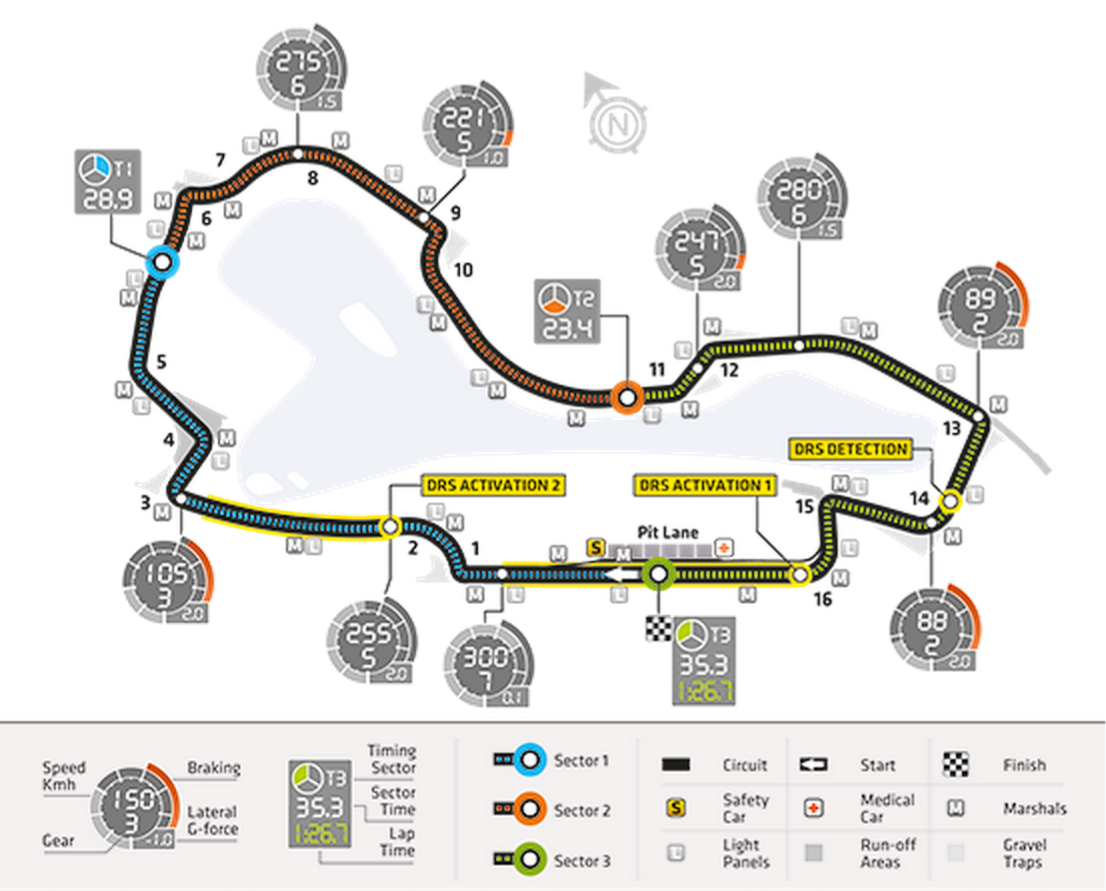 275
6
1.5
221
5
1.0
N
T1
28.9
7
8
M
L
M
L
M
9
6
M
M
L
M
10
280
6
1.5
247
5
2.0
89
2
2.0
T2
23.4
L
M
L
M
5
M
L
L
M
11
12
M
L
L
M
L
M
M
L
M
L
M
13
4
M
L
DRS DETECTION
3
M
DRS ACTIVATION 2
DRS ACTIVATION 1
15
M
L
14
L
M
L
M
2
1
M
L
Pit Lane
S
M
M
L
M
105
3
2.0
M
L
L
M
16
255
5
2.0
300
7
0.1
T3
35.3
1:26.7
88
2
2.0
Speed
Kmh
Gear
150
3
-1.0
Braking
Lateral
G-force
T3
35.3
1:26.7
Timing
Sector
Sector
Time
Lap
Time
Sector 1
Sector 2
Sector 3
Circuit
Start
Finish
S
Safety
Car
Medical
Car
M
Marshals
L
Light
Panels
Run-off
Areas
Gravel
Traps